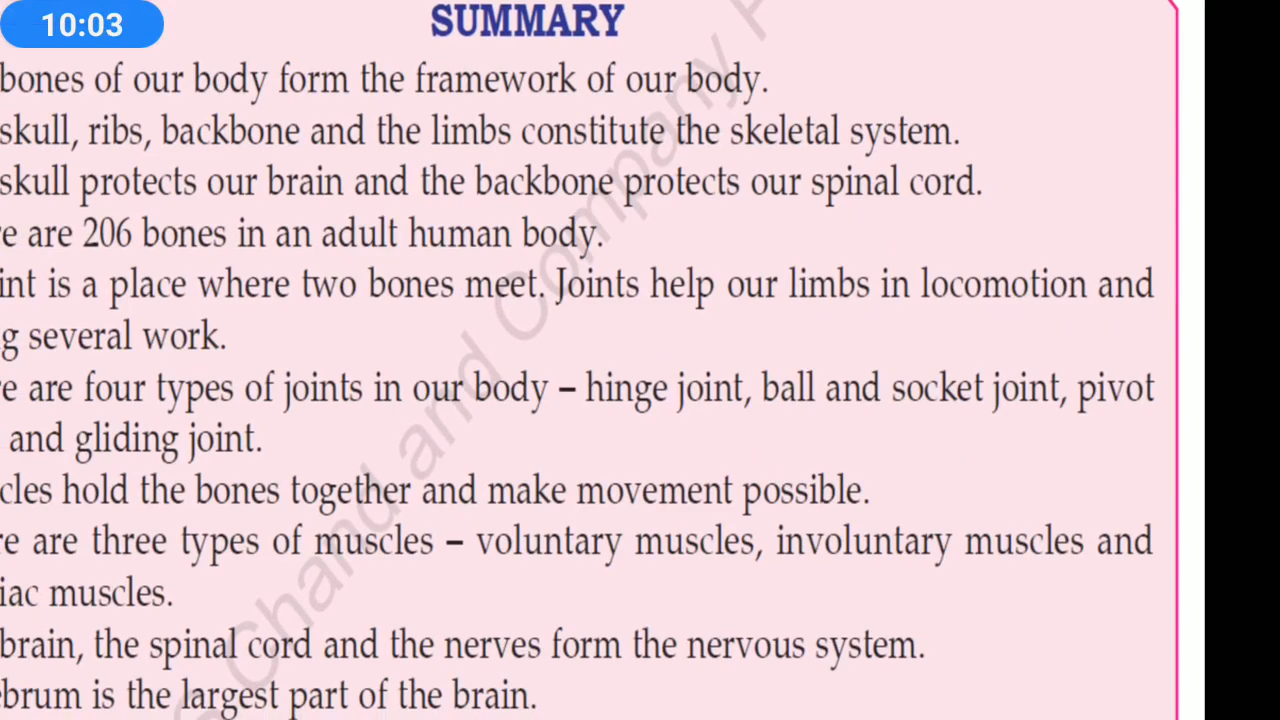 10:03
SUMMARY
bones of our body form the framework of our body.
skull, ribs, backbone and the limbs constitute the skeletal system.
skull protects our brain and the backbone protects our spinal cord.
e are 206 bones in an adult human body.
int is a place where two bones meet. Joints help our limbs in locomotion and
g several work.
re are four types of joints in our body – hinge joint, ball and socket joint, pivot
and gliding joint.
cles hold the bones together and make movement possible.
re are three types of muscles – voluntary muscles, involuntary muscles and
iac muscles.
brain, the spinal cord and the nerves form the nervous system.
ebrum is the largest part of the brain.
S Chand and Company P